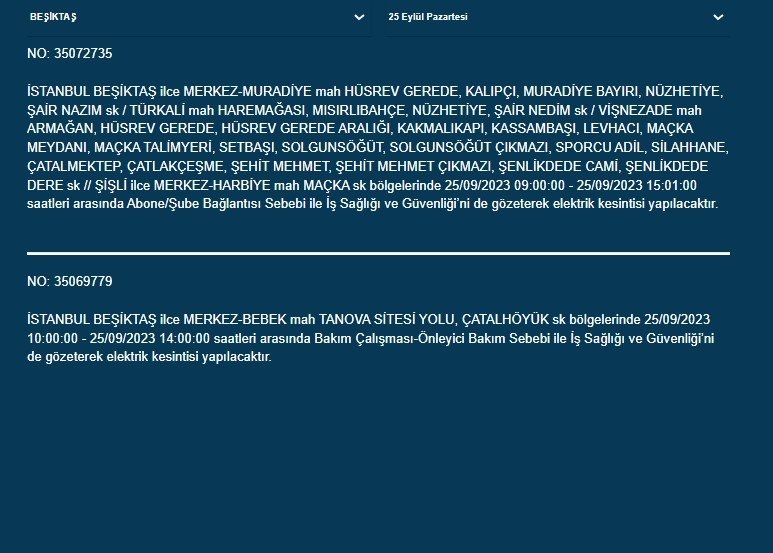 BEŞİKTAŞ 25 Eylül Pazartesi
NO: 35072735
İSTANBUL BEŞİKTAŞ ilce MERKEZ-MURADİYE mah HÜSREV GEREDE, KALIPÇI, MURADİYE BAYIRI, NÜZHETİYE,
ŞAİR NAZIM sk / TÜRKALİ mah HAREMAĞASI, MISIRLIBAHÇE, NÜZHETİYE, ŞAİR NEDİM sk / VİŞNEZADE mah
ARMAĞAN, HÜSREV GEREDE, HÜSREV GEREDE ARALIĞI, KAKMALIKAPI, KASSAMBAŞI, LEVHACI, MAÇKA
MEYDANI, MAÇKA TALİMYERİ, SETBAŞI, SOLGUNSÖĞÜT, SOLGUNSÖĞÜT ÇIKMAZI, SPORCU ADİL, SİLAHHANE,
ÇATALMEKTEP, ÇATLAKÇEŞME, ŞEHİT MEHMET, ŞEHİT MEHMET ÇIKMAZI, ŞENLİKDEDE CAMİ, ŞENLİKDEDE
DERE sk // ŞİŞLİ ilce MERKEZ-HARBİYE mah MAÇKA sk bölgelerinde 25/09/2023 09:00:00 - 25/09/2023 15:01:00
saatleri arasında Abone/Şube Bağlantısı Sebebi ile İş Sağlığı ve Güvenliği'ni de gözeterek elektrik kesintisi yapılacaktır.
NO: 35069779
İSTANBUL BEŞİKTAŞ ilce MERKEZ-BEBEK mah TANOVA SİTESİ YOLU, ÇATALHÖYÜK sk bölgelerinde 25/09/2023
10:00:00 - 25/09/2023 14:00:00 saatleri arasında Bakım Çalışması-Önleyici Bakım Sebebi ile İş Sağlığı ve Güvenliği'ni
de gözeterek elektrik kesintisi yapılacaktır.